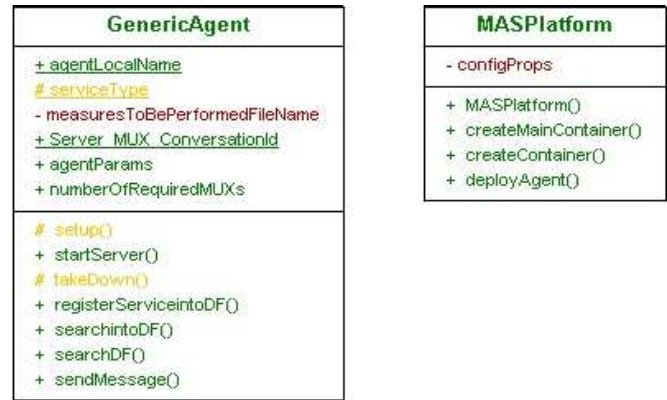 GenericAgent
+ agentLocalName
# serviceType
- measuresToBePerformedFileName
+ Server_MUX_ConversationId
+ agentParams
+ numberOfRequiredMUXs
# setup()
+ startServer()
# takeDown()
+ registerServiceintoDF()
+ searchintoDF()
+ searchDF()
+ sendMessage()
MASPlatform
- configProps
+ MASPlatform()
+ createMainContainer()
+ createContainer()
+ deployAgent()